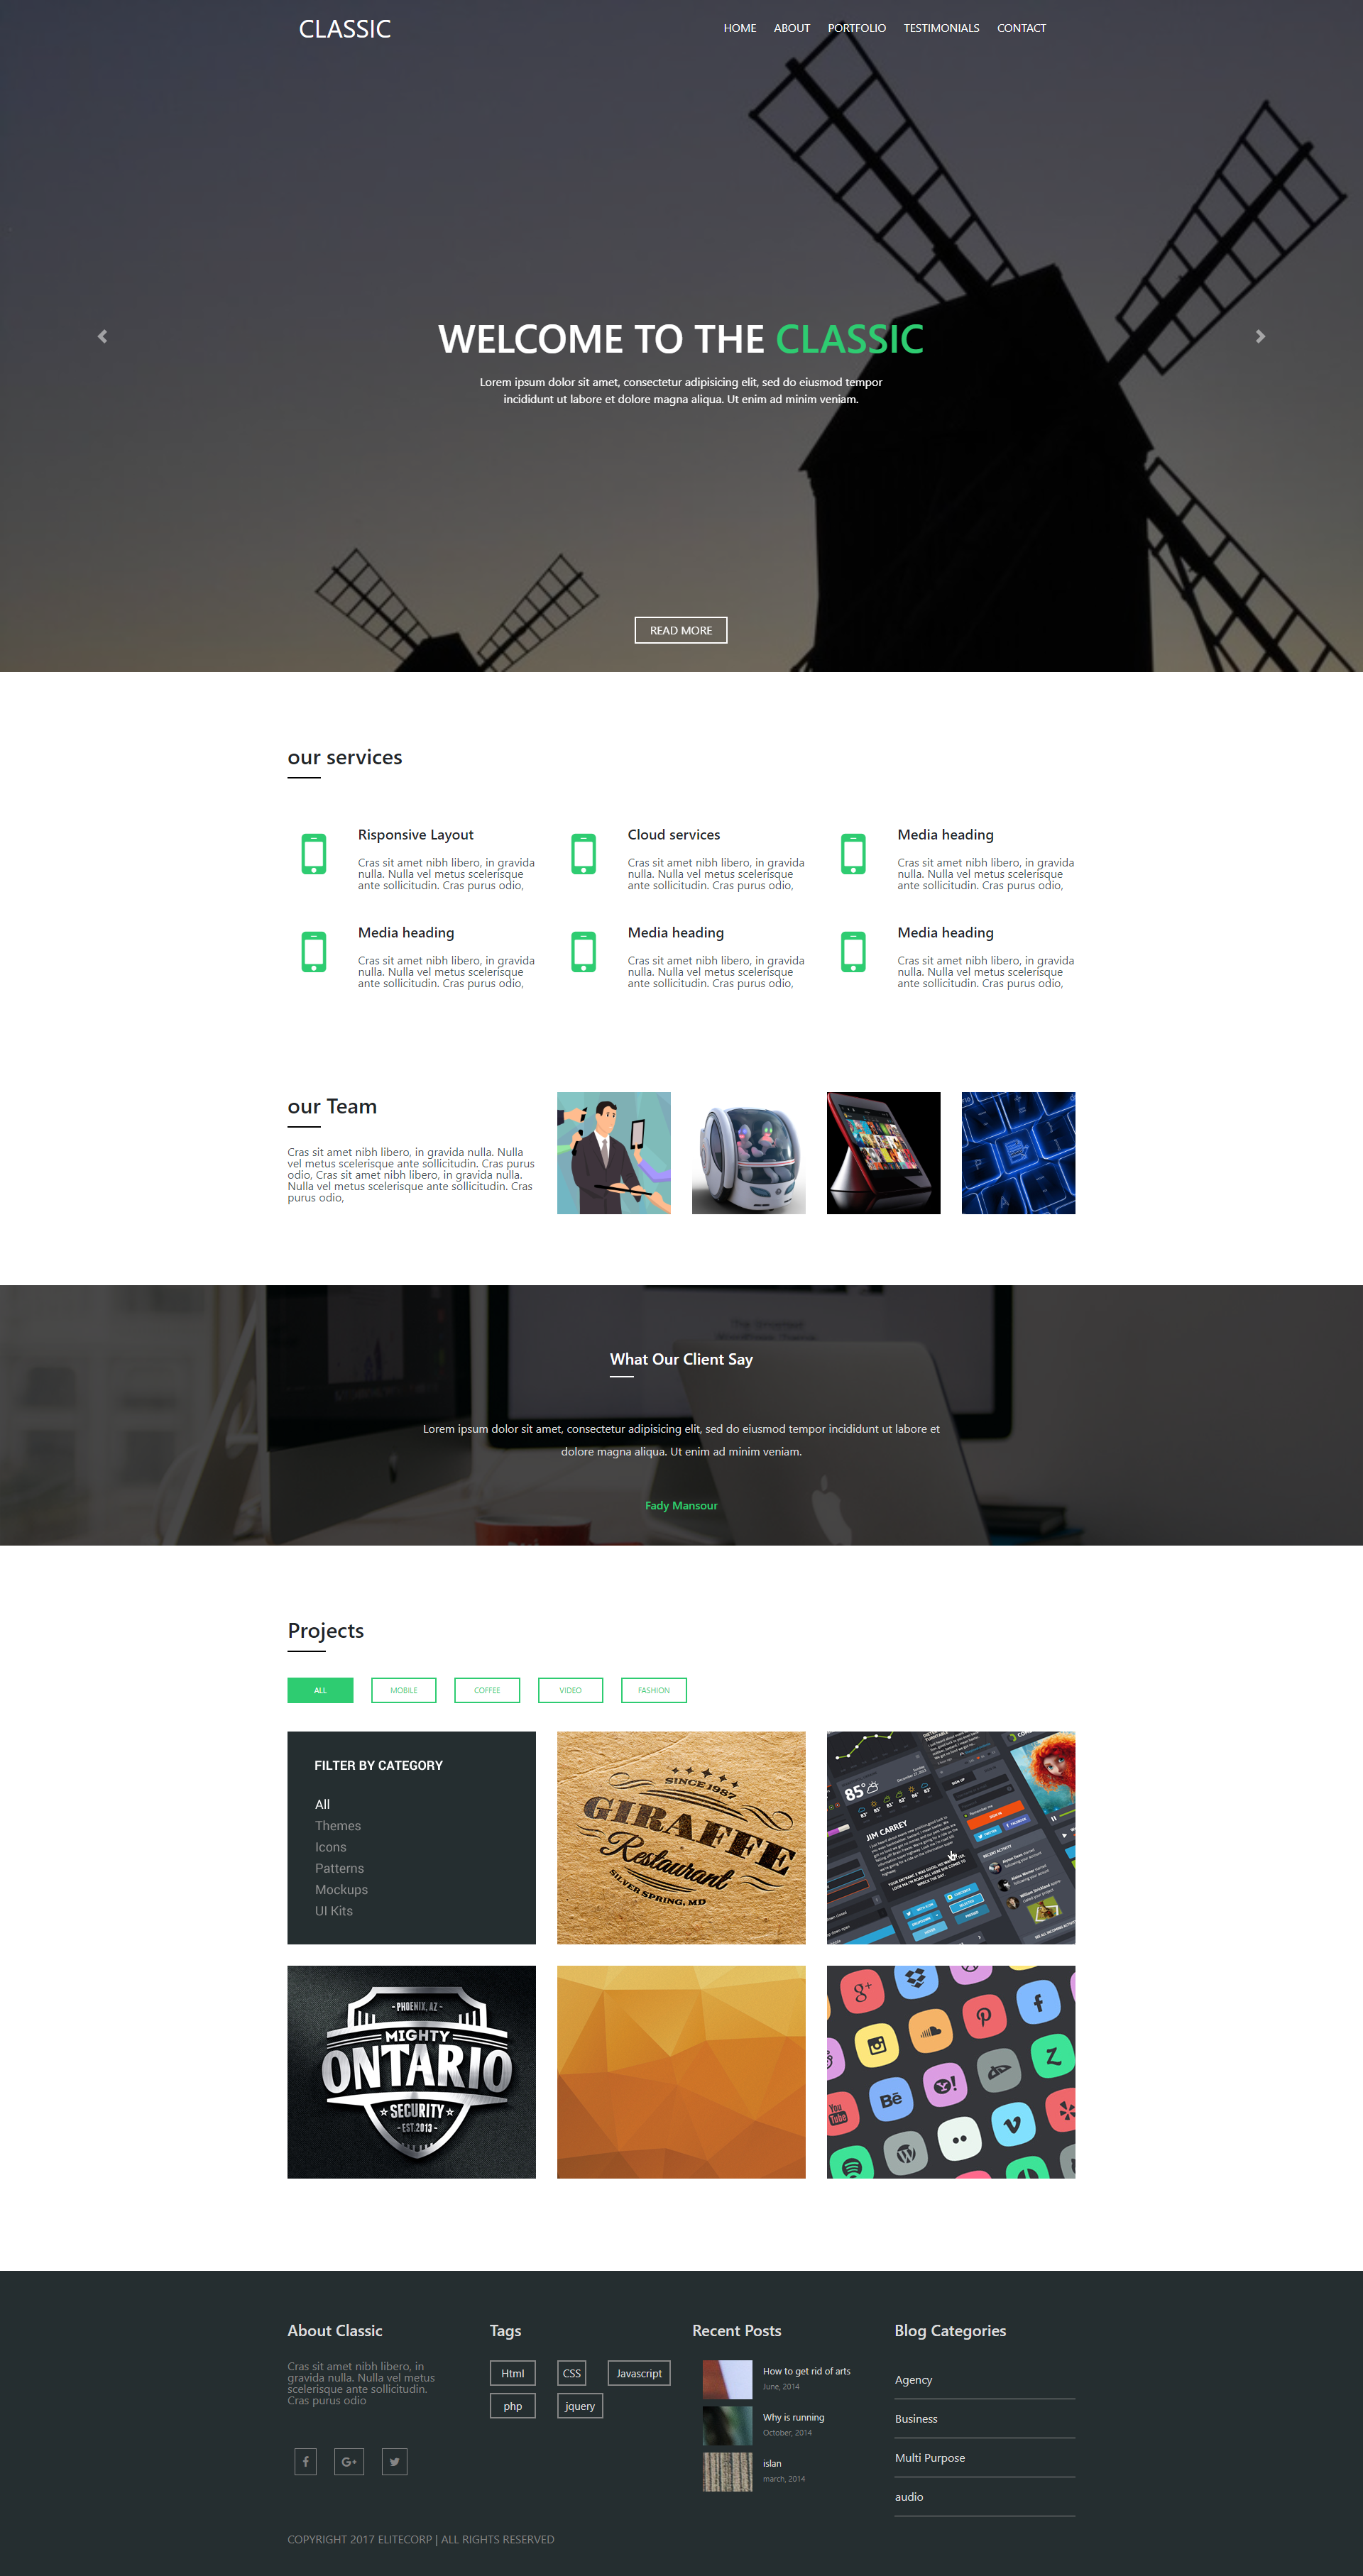 CLASSIC
HOME ABOUT PORTFOLIO TESTIMONIALS CONTACT
WELCOME TO THE CLASSIC
Lorem ipsum dolor sit amet, consectetur adipisicing elit, sed do eiusmod tempor
incididunt ut labore et dolore magna aliqua. Ut enim ad minim veniam.
READ MORE
our services
Risponsive Layout
Cras sit amet nibh libero, in gravida
nulla. Nulla vel metus scelerisque
ante sollicitudin. Cras purus odio,
Cloud services
Cras sit amet nibh libero, in gravida
nulla. Nulla vel metus scelerisque
ante sollicitudin. Cras purus odio,
Media heading
Cras sit amet nibh libero, in gravida
nulla. Nulla vel metus scelerisque
ante sollicitudin. Cras purus odio,
Media heading
Cras sit amet nibh libero, in gravida
nulla. Nulla vel metus scelerisque
ante sollicitudin. Cras purus odio,
Media heading
Cras sit amet nibh libero, in gravida
nulla. Nulla vel metus scelerisque
ante sollicitudin. Cras purus odio,
Media heading
Cras sit amet nibh libero, in gravida
nulla. Nulla vel metus scelerisque
ante sollicitudin. Cras purus odio,
our Team
Cras sit amet nibh libero, in gravida nulla. Nulla
vel metus scelerisque ante sollicitudin. Cras purus
odio, Cras sit amet nibh libero, in gravida nulla.
Nulla vel metus scelerisque ante sollicitudin. Cras
purus odio,
What Our Client Say
Lorem ipsum dolor sit amet, consectetur adipisicing elit, sed do eiusmod tempor incididunt ut labore et
dolore magna aliqua. Ut enim ad minim veniam.
Fady Mansour
Projects
ALL MOBILE COFFEE VIDEO FASHION
FILTER BY CATEGORY
All
Themes
Icons
Patterns
Mockups
UI Kits
SINCE 1987
GIRAFFE
Restaurant
SILVER SPRING, MD
85°
SIGN UP
JIM CARREY
RECENT ACTIVITY
- PHOENIX, AZ -
MIGHTY
ONTARIO
SECURITY
- EST.2013 -
You
Tube
About Classic
Cras sit amet nibh libero, in
gravida nulla. Nulla vel metus
scelerisque ante sollicitudin.
Cras purus odio
Tags
Html CSS Javascript
php jquery
Recent Posts
How to get rid of arts
June, 2014
Why is running
October, 2014
islan
march, 2014
Blog Categories
Agency
Business
Multi Purpose
audio
COPYRIGHT 2017 ELITECORP | ALL RIGHTS RESERVED